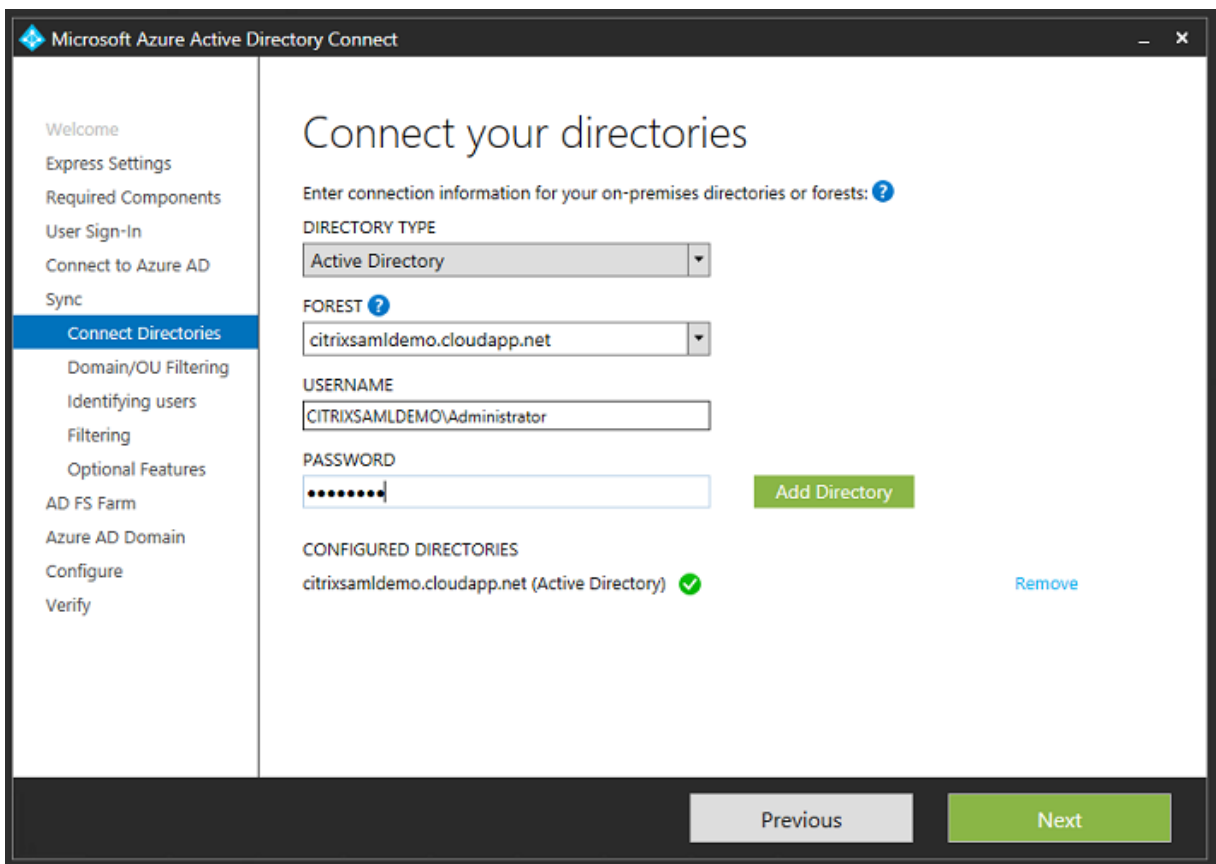 Microsoft Azure Active Directory Connect
Welcome
Express Settings
Required Components
User Sign-In
Connect to Azure AD
Sync
Connect Directories
Domain/OU Filtering
Identifying users
Filtering
Optional Features
AD FS Farm
Azure AD Domain
Configure
Verify
Connect your directories
Enter connection information for your on-premises directories or forests: ?
DIRECTORY TYPE
Active Directory
FOREST ?
citrixsamldemo.cloudapp.net
USERNAME
CITRIXSAMLDEMO\Administrator
PASSWORD
••••••••
Add Directory
CONFIGURED DIRECTORIES
citrixsamldemo.cloudapp.net (Active Directory)
Remove
Previous
Next